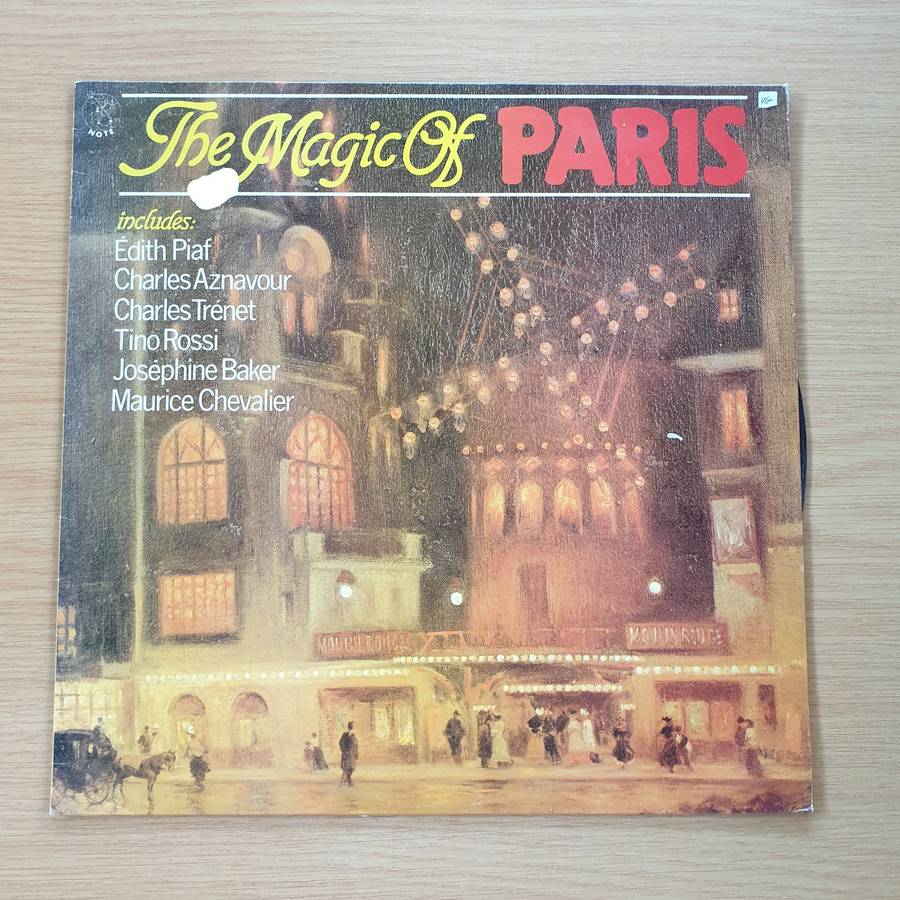 The Magic Of PARIS
VG-
NOTE
includes:
Édith Piaf
Charles Aznavour
Charles Trénet
Tino Rossi
Joséphine Baker
Maurice Chevalier
MOULIN ROUGE
MOULIN ROUGE